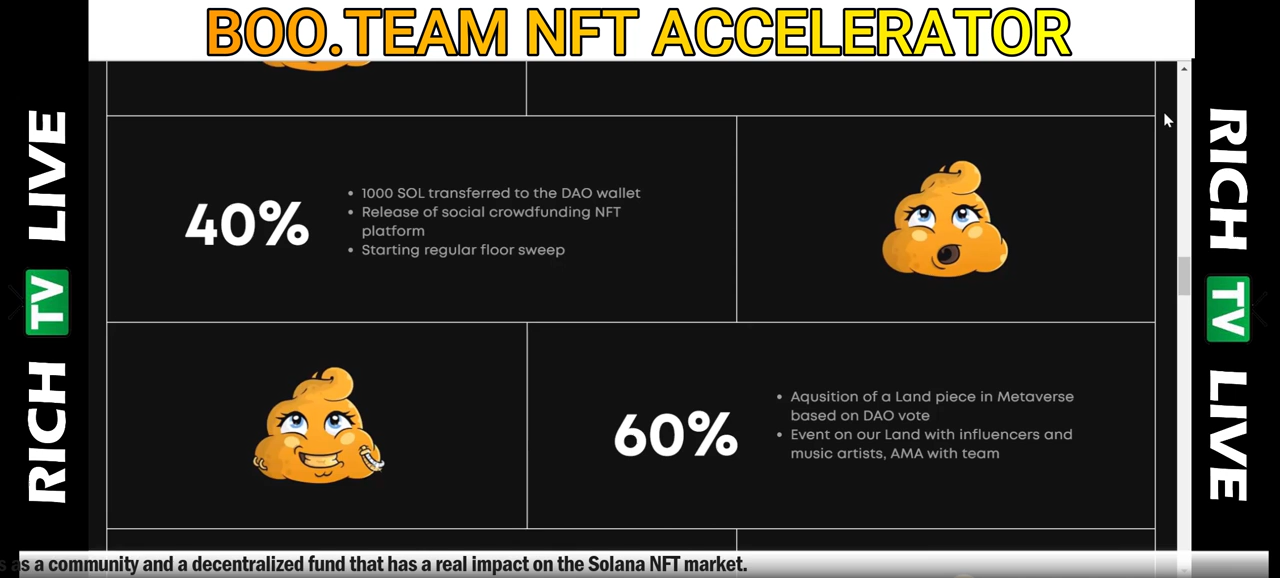 BOO.TEAM NFT ACCELERATOR
RICH TV LIVE
40%
1000 SOL transferred to the DAO wallet
Release of social crowdfunding NFT
platform
Starting regular floor sweep
60%
Aqusition of a Land piece in Metaverse
based on DAO vote
Event on our Land with influencers and
music artists, AMA with team
RICH TV LIVE
as a community and a decentralized fund that has a real impact on the Solana NFT market.